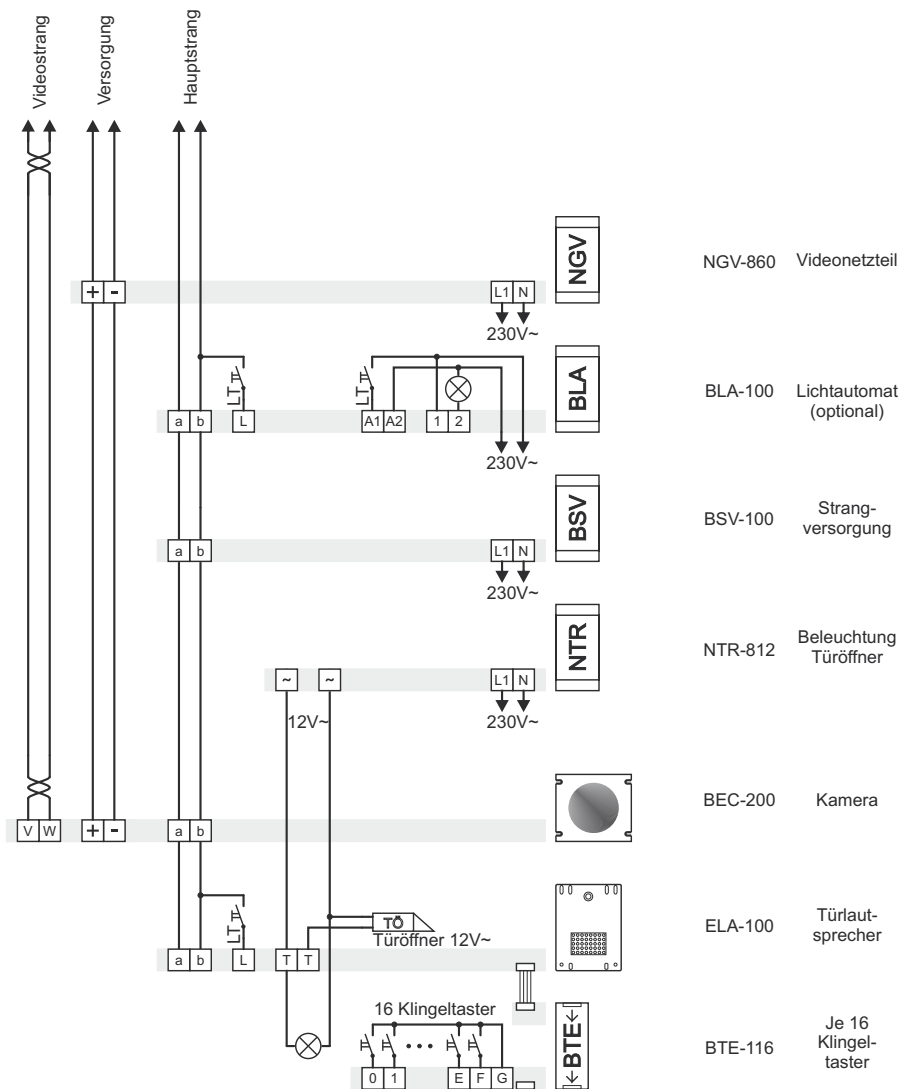 Videostrang
Versorgung
Hauptstrang
NGV
NGV-860 Videonetzteil
+ - L1 N
230V~
LT LT
BLA
BLA-100 Lichtautomat
(optional)
a b L A1 A2 1 2
230V~
BSV
BSV-100 Strang-
versorgung
a b L1 N
230V~
NTR
NTR-812 Beleuchtung
Türöffner
~ ~ L1 N
12V~ 230V~
BEC-200 Kamera
V W + - a b
LT
TÖ
Türöffner 12V~
ELA-100 Türlaut-
sprecher
a b L T T
16 Klingeltaster
BTE
BTE-116 Je 16
Klingel-
taster
0 1 E F G